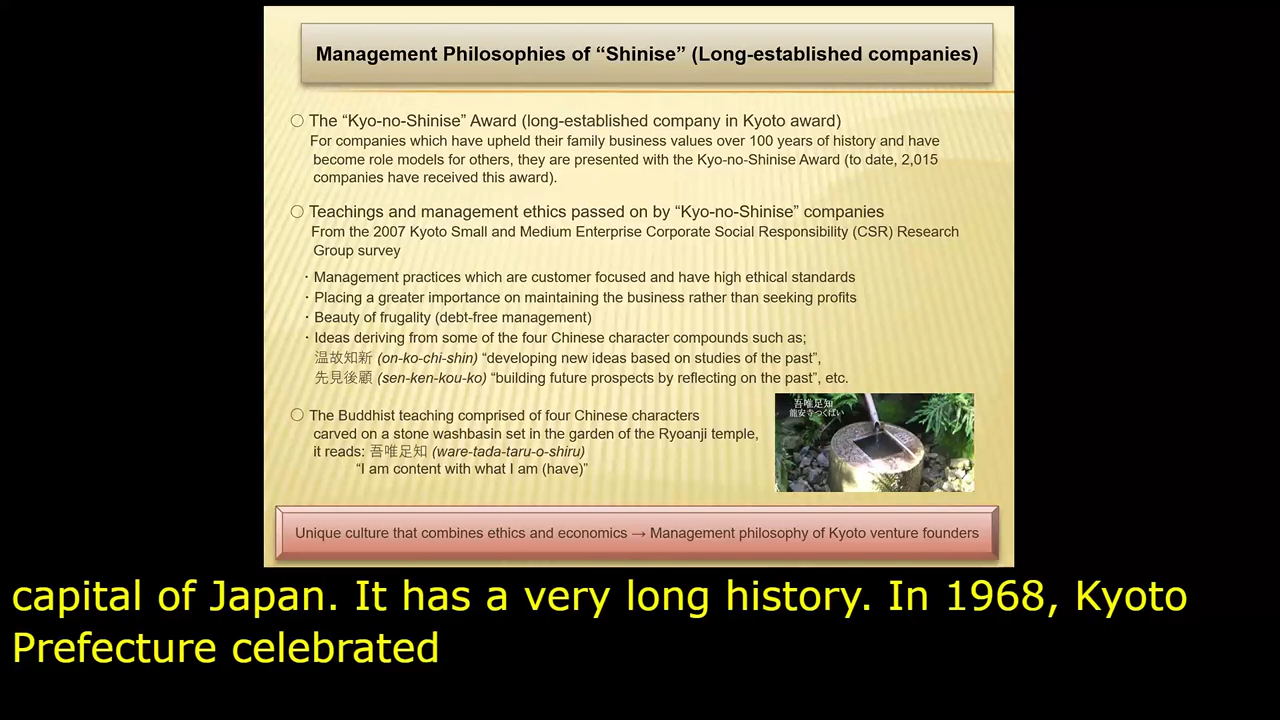 Management Philosophies of “Shinise” (Long-established companies)
○ The “Kyo-no-Shinise” Award (long-established company in Kyoto award)
For companies which have upheld their family business values over 100 years of history and have
become role models for others, they are presented with the Kyo-no-Shinise Award (to date, 2,015
companies have received this award).
○ Teachings and management ethics passed on by “Kyo-no-Shinise” companies
From the 2007 Kyoto Small and Medium Enterprise Corporate Social Responsibility (CSR) Research
Group survey
・Management practices which are customer focused and have high ethical standards
・Placing a greater importance on maintaining the business rather than seeking profits
・Beauty of frugality (debt-free management)
・Ideas deriving from some of the four Chinese character compounds such as;
温故知新 (on-ko-chi-shin) “developing new ideas based on studies of the past”,
先見後顧 (sen-ken-kou-ko) “building future prospects by reflecting on the past”, etc.
○ The Buddhist teaching comprised of four Chinese characters
carved on a stone washbasin set in the garden of the Ryoanji temple,
it reads: 吾唯足知 (ware-tada-taru-o-shiru)
“I am content with what I am (have)”
吾唯足知
龍安寺つくばい
Unique culture that combines ethics and economics → Management philosophy of Kyoto venture founders
capital of Japan. It has a very long history. In 1968, Kyoto
Prefecture celebrated